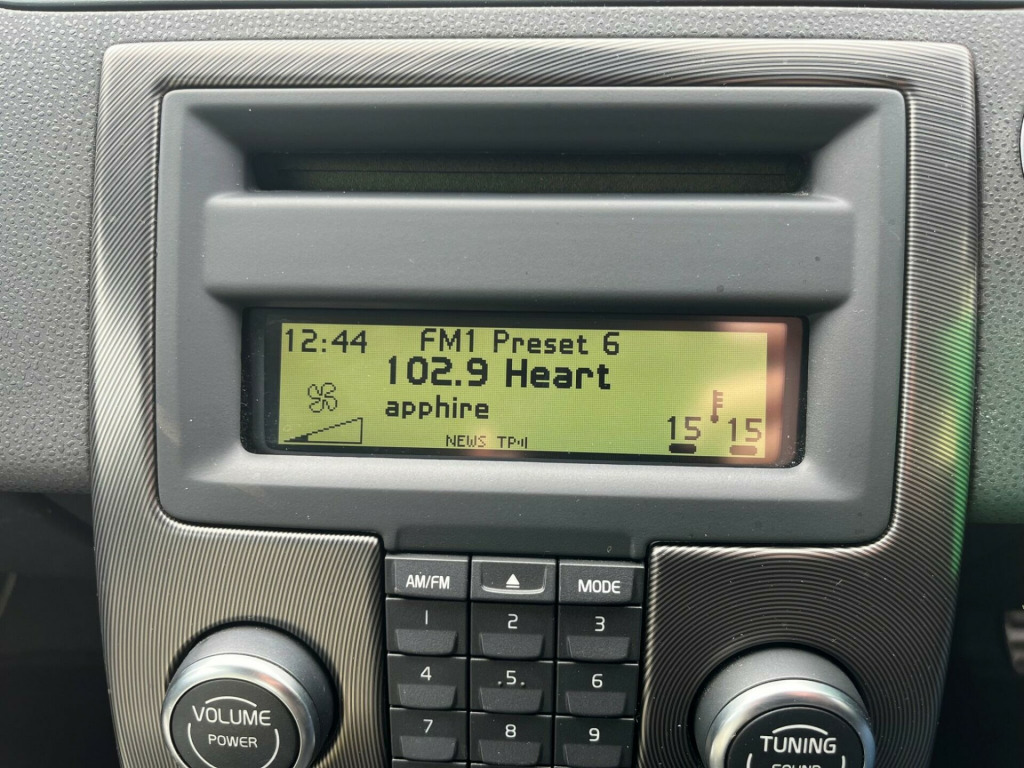 12:44 FM1 Preset 6
102.9 Heart
apphire
15 15
NEWS TP
AM/FM MODE
1 2 3
4 .5. 6
7 8 9
VOLUME
POWER
TUNING
SOUND